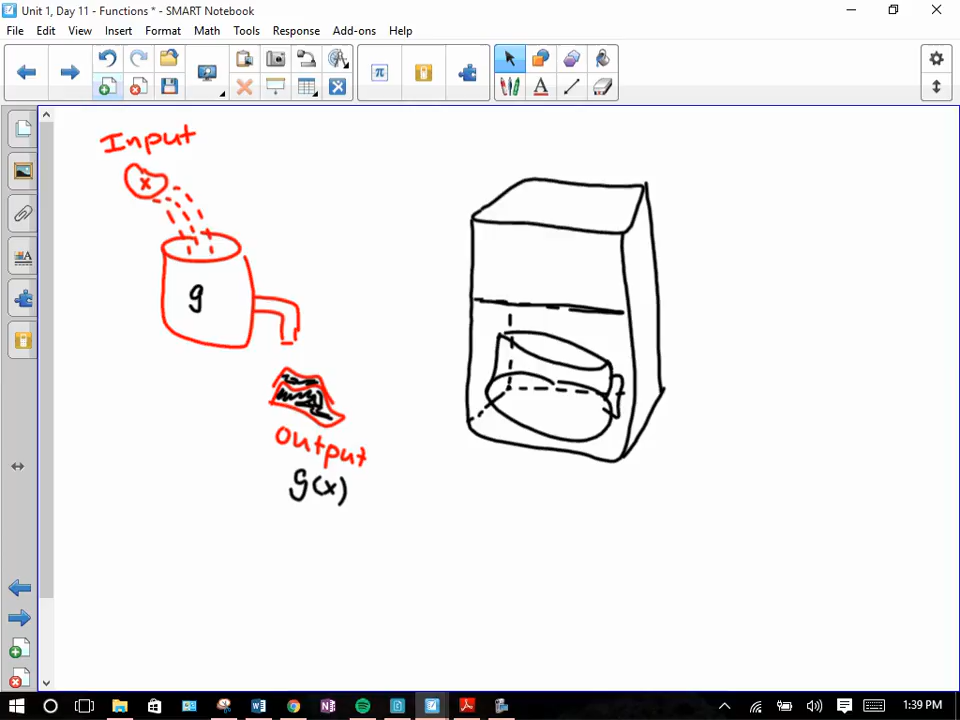 Unit 1, Day 11 - Functions * - SMART Notebook
File Edit View Insert Format Math Tools Response Add-ons Help
Input
x
g
Output
g(x)
1:39 PM